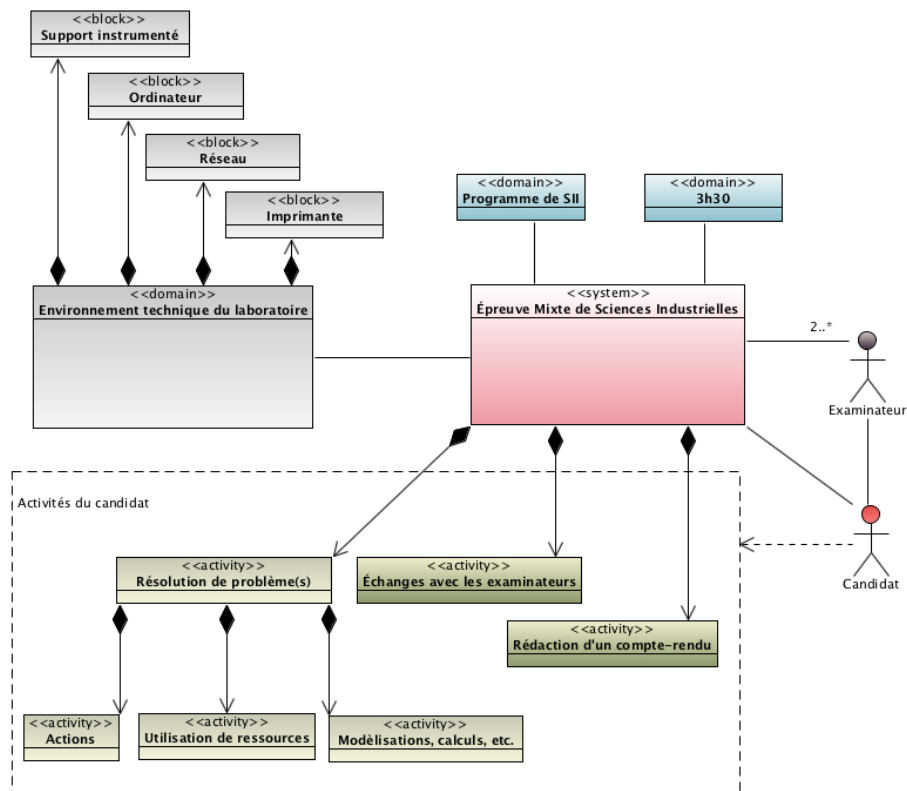 <<block>>
Support instrumenté
<<block>>
Ordinateur
<<block>>
Réseau
<<block>>
Imprimante
<<domain>>
Programme de SII
<<domain>>
3h30
<<domain>>
Environnement technique du laboratoire
<<system>>
Épreuve Mixte de Sciences Industrielles
2..*
Examinateur
Activités du candidat
Candidat
<<activity>>
Résolution de problème(s)
<<activity>>
Échanges avec les examinateurs
<<activity>>
Rédaction d'un compte-rendu
<<activity>>
Actions
<<activity>>
Utilisation de ressources
<<activity>>
Modèlisations, calculs, etc.